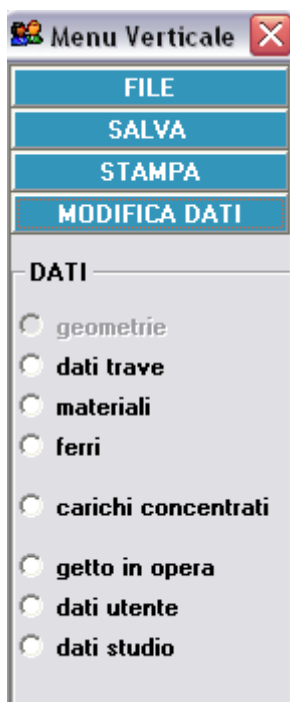 Menu Verticale
FILE
SALVA
STAMPA
MODIFICA DATI
DATI
geometrie
dati trave
materiali
ferri
carichi concentrati
getto in opera
dati utente
dati studio